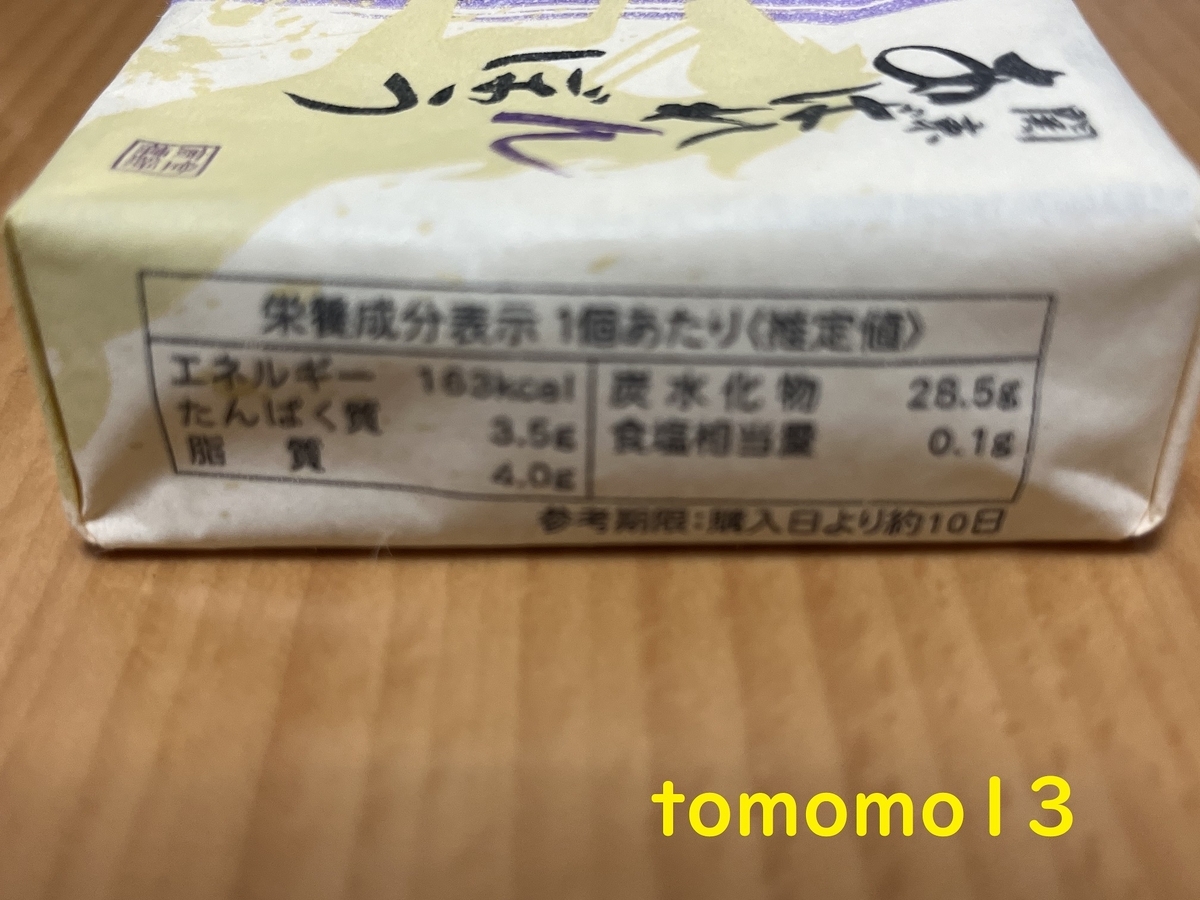 栄養成分表示 1個あたり〈推定値〉
エネルギー 163kcal
たんぱく質 3.5g
脂質 4.0g
炭水化物 28.5g
食塩相当量 0.1g
参考期限：購入日より約10日
tomomo13